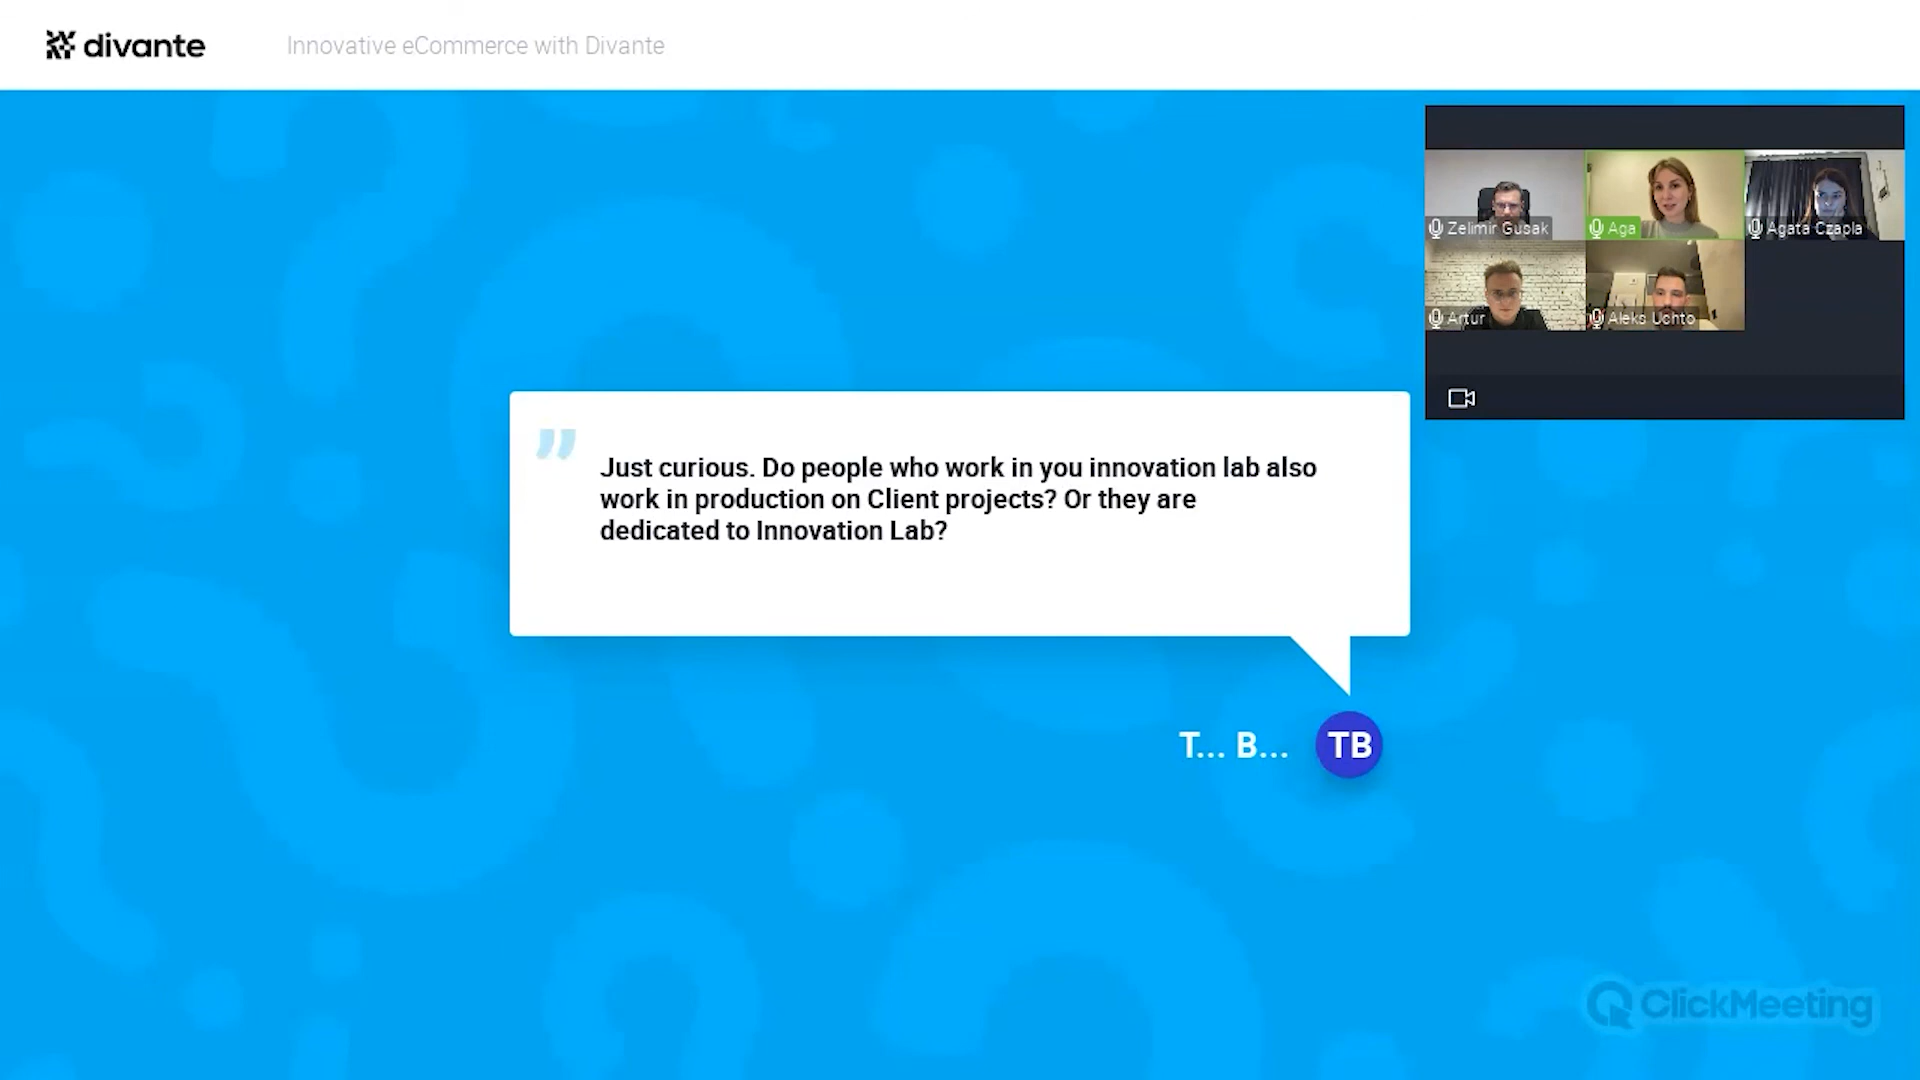 divante
Innovative eCommerce with Divante
Zelimir Gusak
Aga
Agata Czapla
Artur
Aleks Uchto
Just curious. Do people who work in you innovation lab also
work in production on Client projects? Or they are
dedicated to Innovation Lab?
T... B...
TB
ClickMeeting